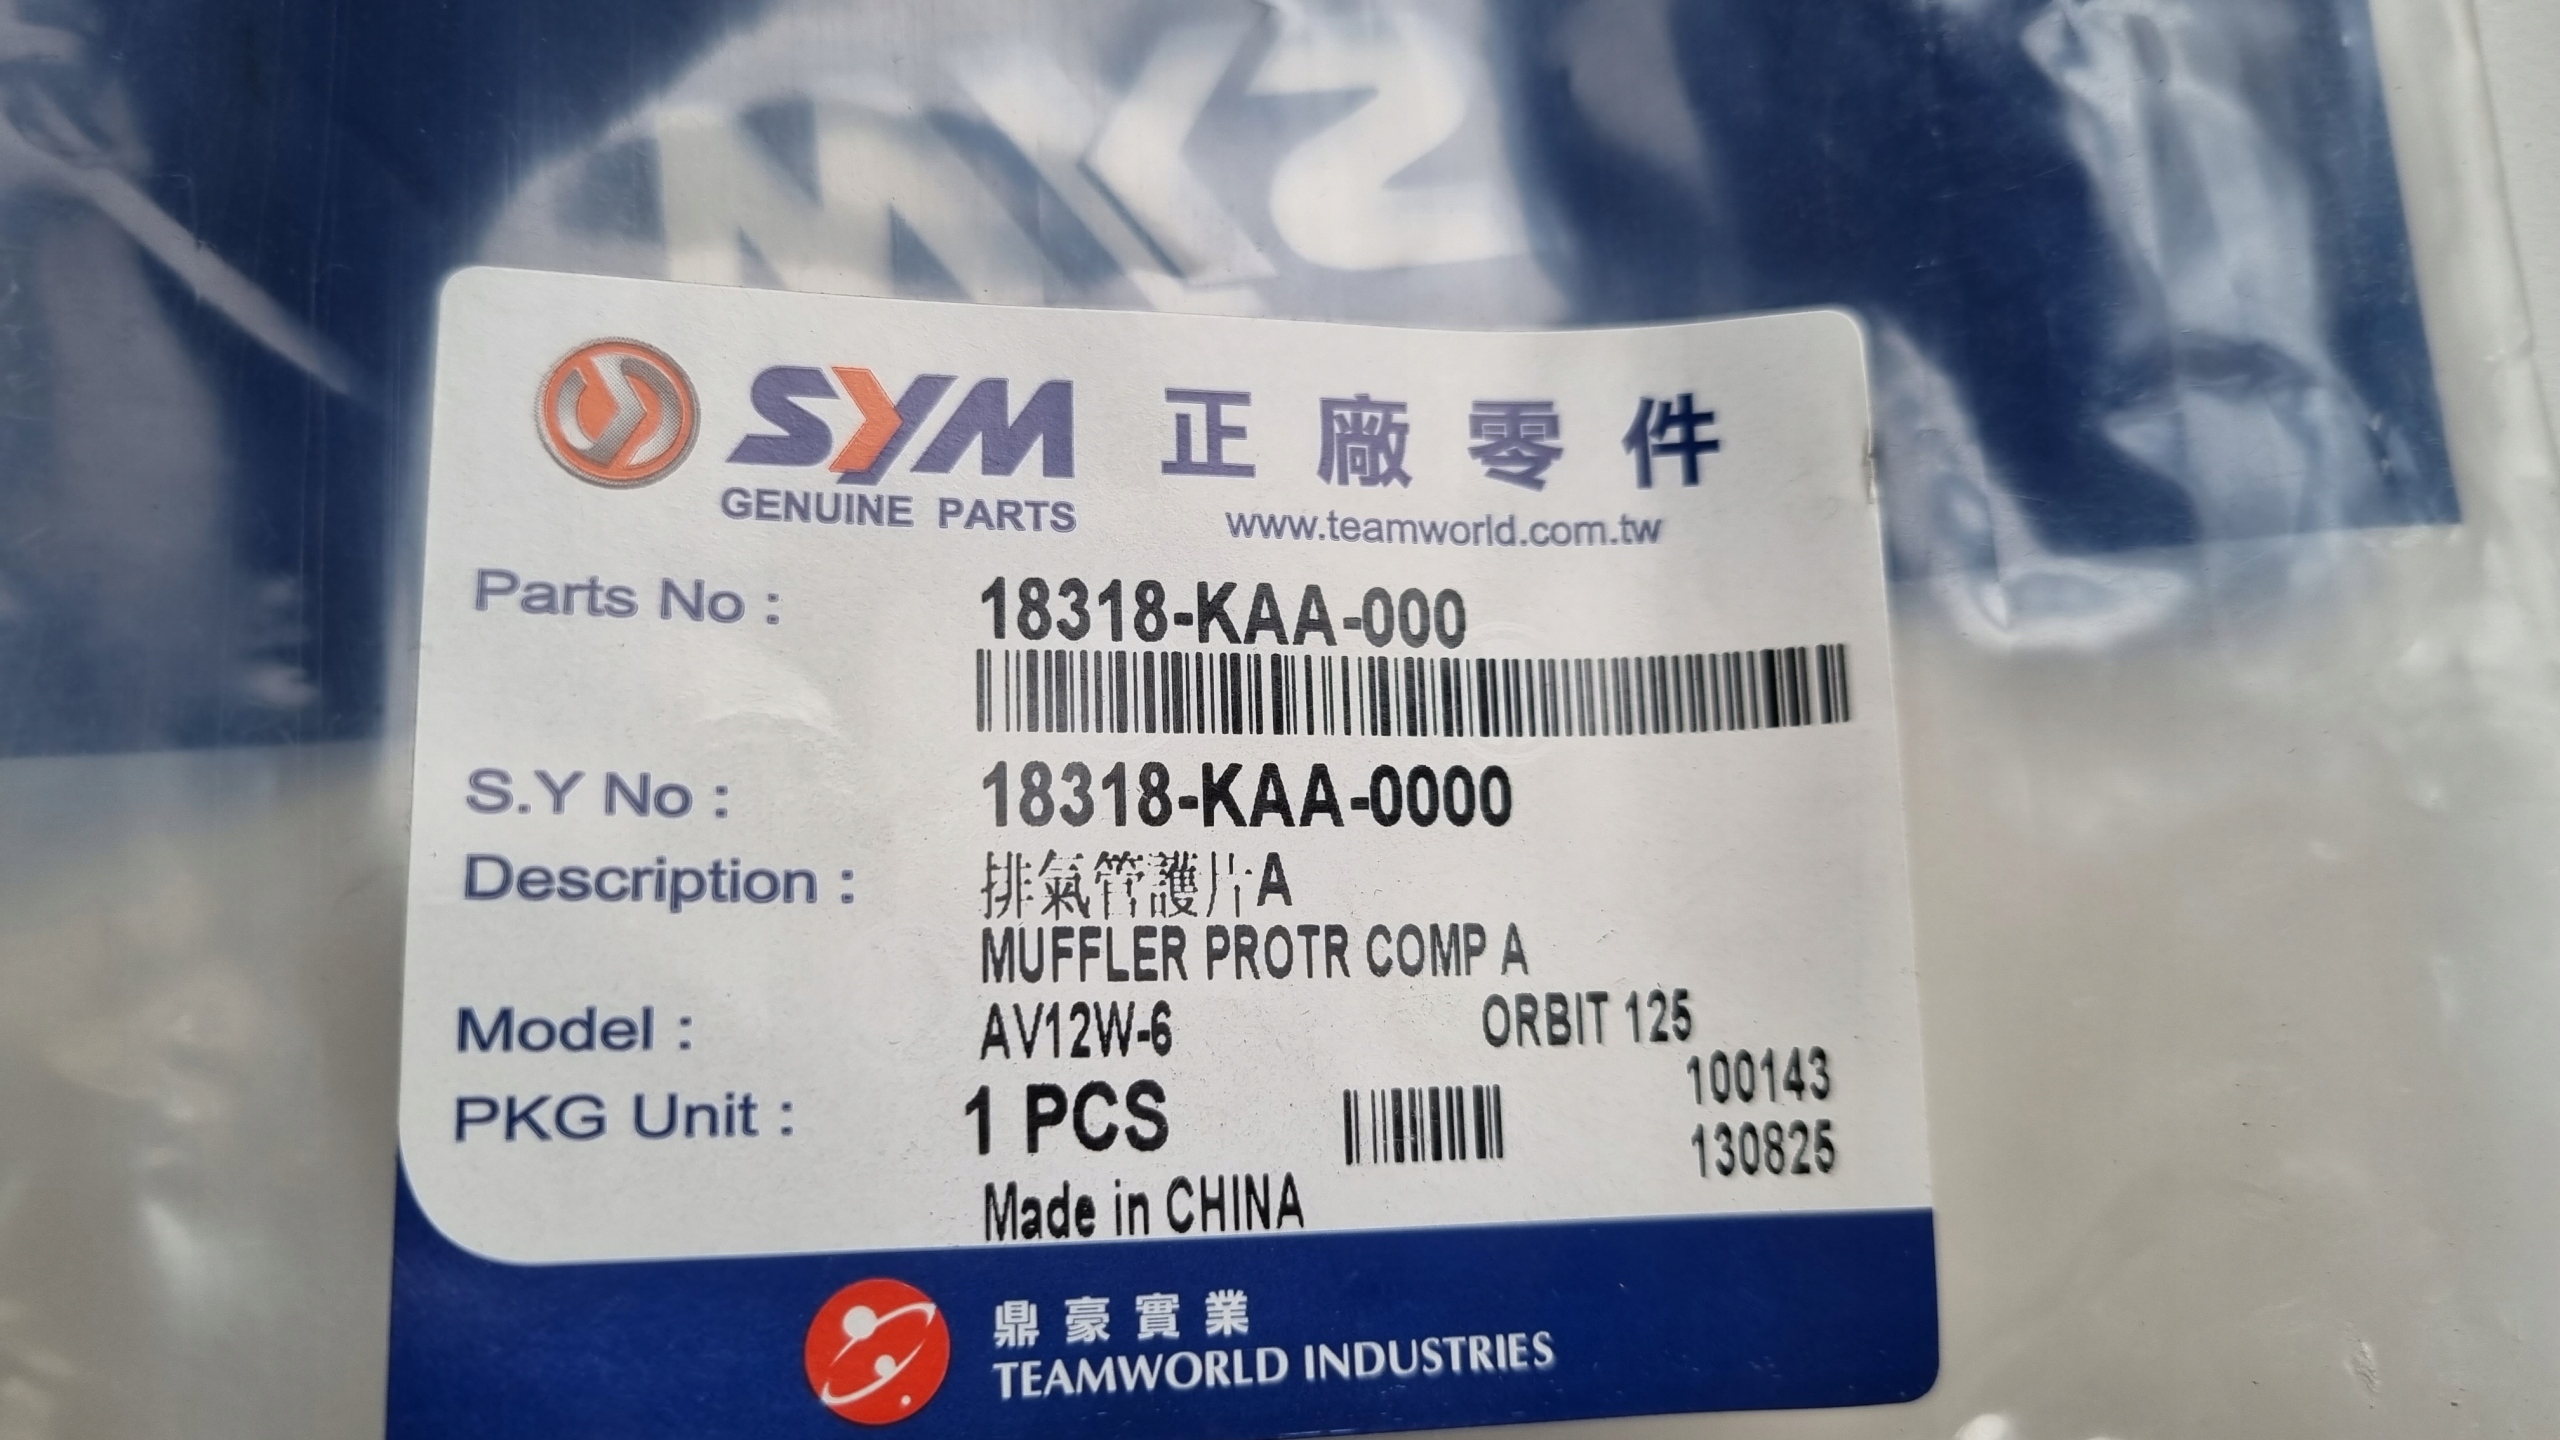 SYM
SYM 正廠零件
GENUINE PARTS www.teamworld.com.tw
Parts No : 18318-KAA-000
S.Y No : 18318-KAA-0000
Description : 排氣管護片A
MUFFLER PROTR COMP A
Model : AV12W-6 ORBIT 125
100143
PKG Unit : 1 PCS 130825
Made in CHINA
鼎豪實業
TEAMWORLD INDUSTRIES